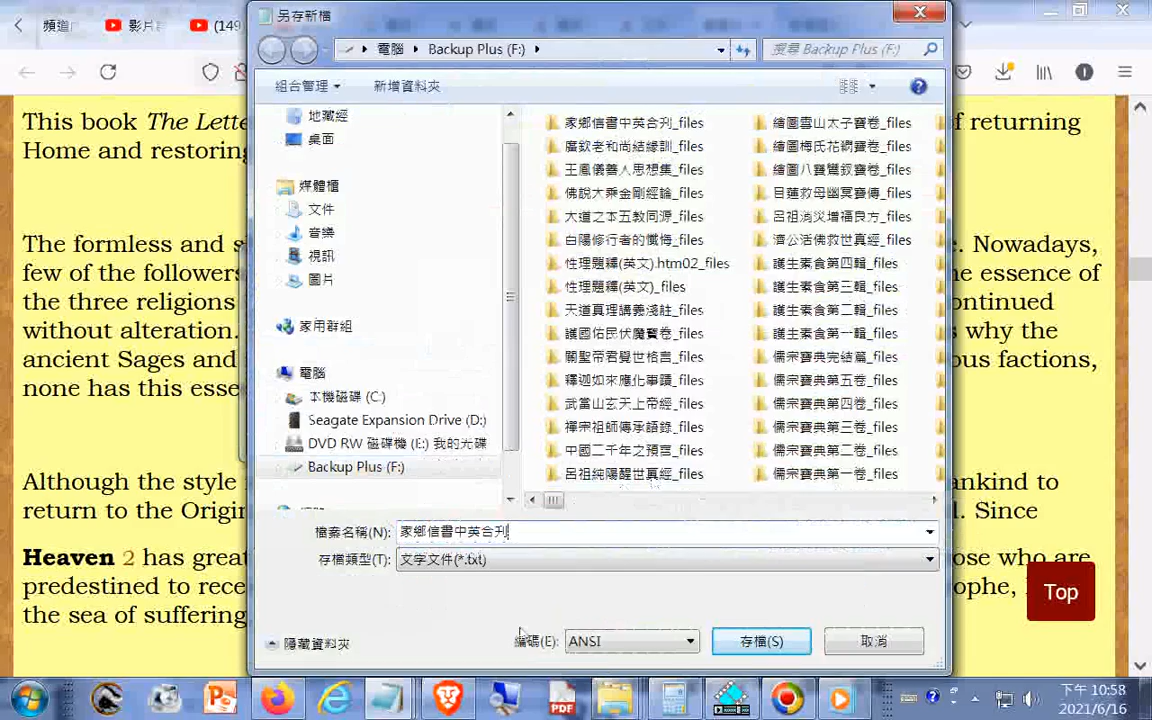 另存新檔
頻道
影片
(149
電腦
Backup Plus (F:)
搜尋 Backup Plus (F:)
組合管理
新增資料夾
This book The Lette
f returning
Home and restoring
The formless and s
e. Nowadays,
few of the followers
he essence of
the three religions
ontinued
without alteration.
s why the
ancient Sages and
ous factions,
none has this esse
Although the style
ankind to
return to the Origin
l. Since
Heaven 2 has great
ose who are
predestined to rece
ophe,
the sea of suffering
Top
地藏經
桌面
媒體櫃
文件
音樂
視訊
圖片
家用群組
電腦
本機磁碟 (C:)
Seagate Expansion Drive (D:)
DVD RW 磁碟機 (E:) 我的光碟
Backup Plus (F:)
家鄉信書中英合刋_files
廣欽老和尚結緣訓_files
王鳳儀善人思想集_files
佛說大乘金剛經論_files
大道之本五教同源_files
白陽修行者的懺悔_files
性理題釋(英文).htm02_files
性理題釋(英文)_files
天道真理講義淺註_files
護國佑民伏魔寶卷_files
關聖帝君覺世格言_files
釋迦如來應化事蹟_files
武當山玄天上帝經_files
禪宗祖師傳承語錄_files
中國二千年之預言_files
呂祖純陽醒世真經_files
繪圖雪山太子寶卷_files
繪圖梅氏花網寶卷_files
繪圖八寶鸞釵寶卷_files
目蓮救母幽冥寶傳_files
呂祖消災增福良方_files
濟公活佛救世真經_files
護生素食第四輯_files
護生素食第三輯_files
護生素食第二輯_files
護生素食第一輯_files
儒宗寶典完結篇_files
儒宗寶典第五卷_files
儒宗寶典第四卷_files
儒宗寶典第三卷_files
儒宗寶典第二卷_files
儒宗寶典第一卷_files
檔案名稱(N):
家鄉信書中英合刋
存檔類型(T):
文字文件(*.txt)
隱藏資料夾
編碼(E):
ANSI
存檔(S)
取消
下午 10:58
2021/6/16